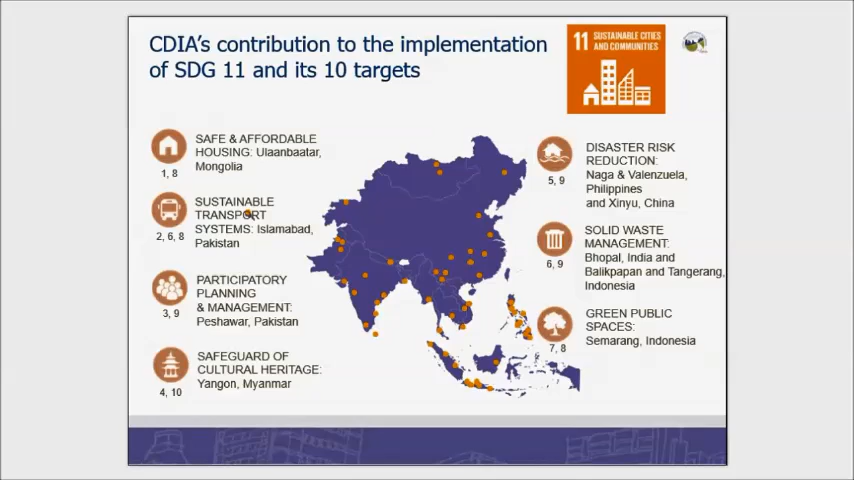 CDIA's contribution to the implementation
of SDG 11 and its 10 targets
11 SUSTAINABLE CITIES
AND COMMUNITIES
SAFE & AFFORDABLE
HOUSING: Ulaanbaatar,
Mongolia
1, 8
SUSTAINABLE
TRANSPORT
SYSTEMS: Islamabad,
Pakistan
2, 6, 8
PARTICIPATORY
PLANNING
& MANAGEMENT:
Peshawar, Pakistan
3, 9
SAFEGUARD OF
CULTURAL HERITAGE:
Yangon, Myanmar
4, 10
DISASTER RISK
REDUCTION:
Naga & Valenzuela,
Philippines
and Xinyu, China
5, 9
SOLID WASTE
MANAGEMENT:
Bhopal, India and
Balikpapan and Tangerang,
Indonesia
6, 9
GREEN PUBLIC
SPACES:
Semarang, Indonesia
7, 8